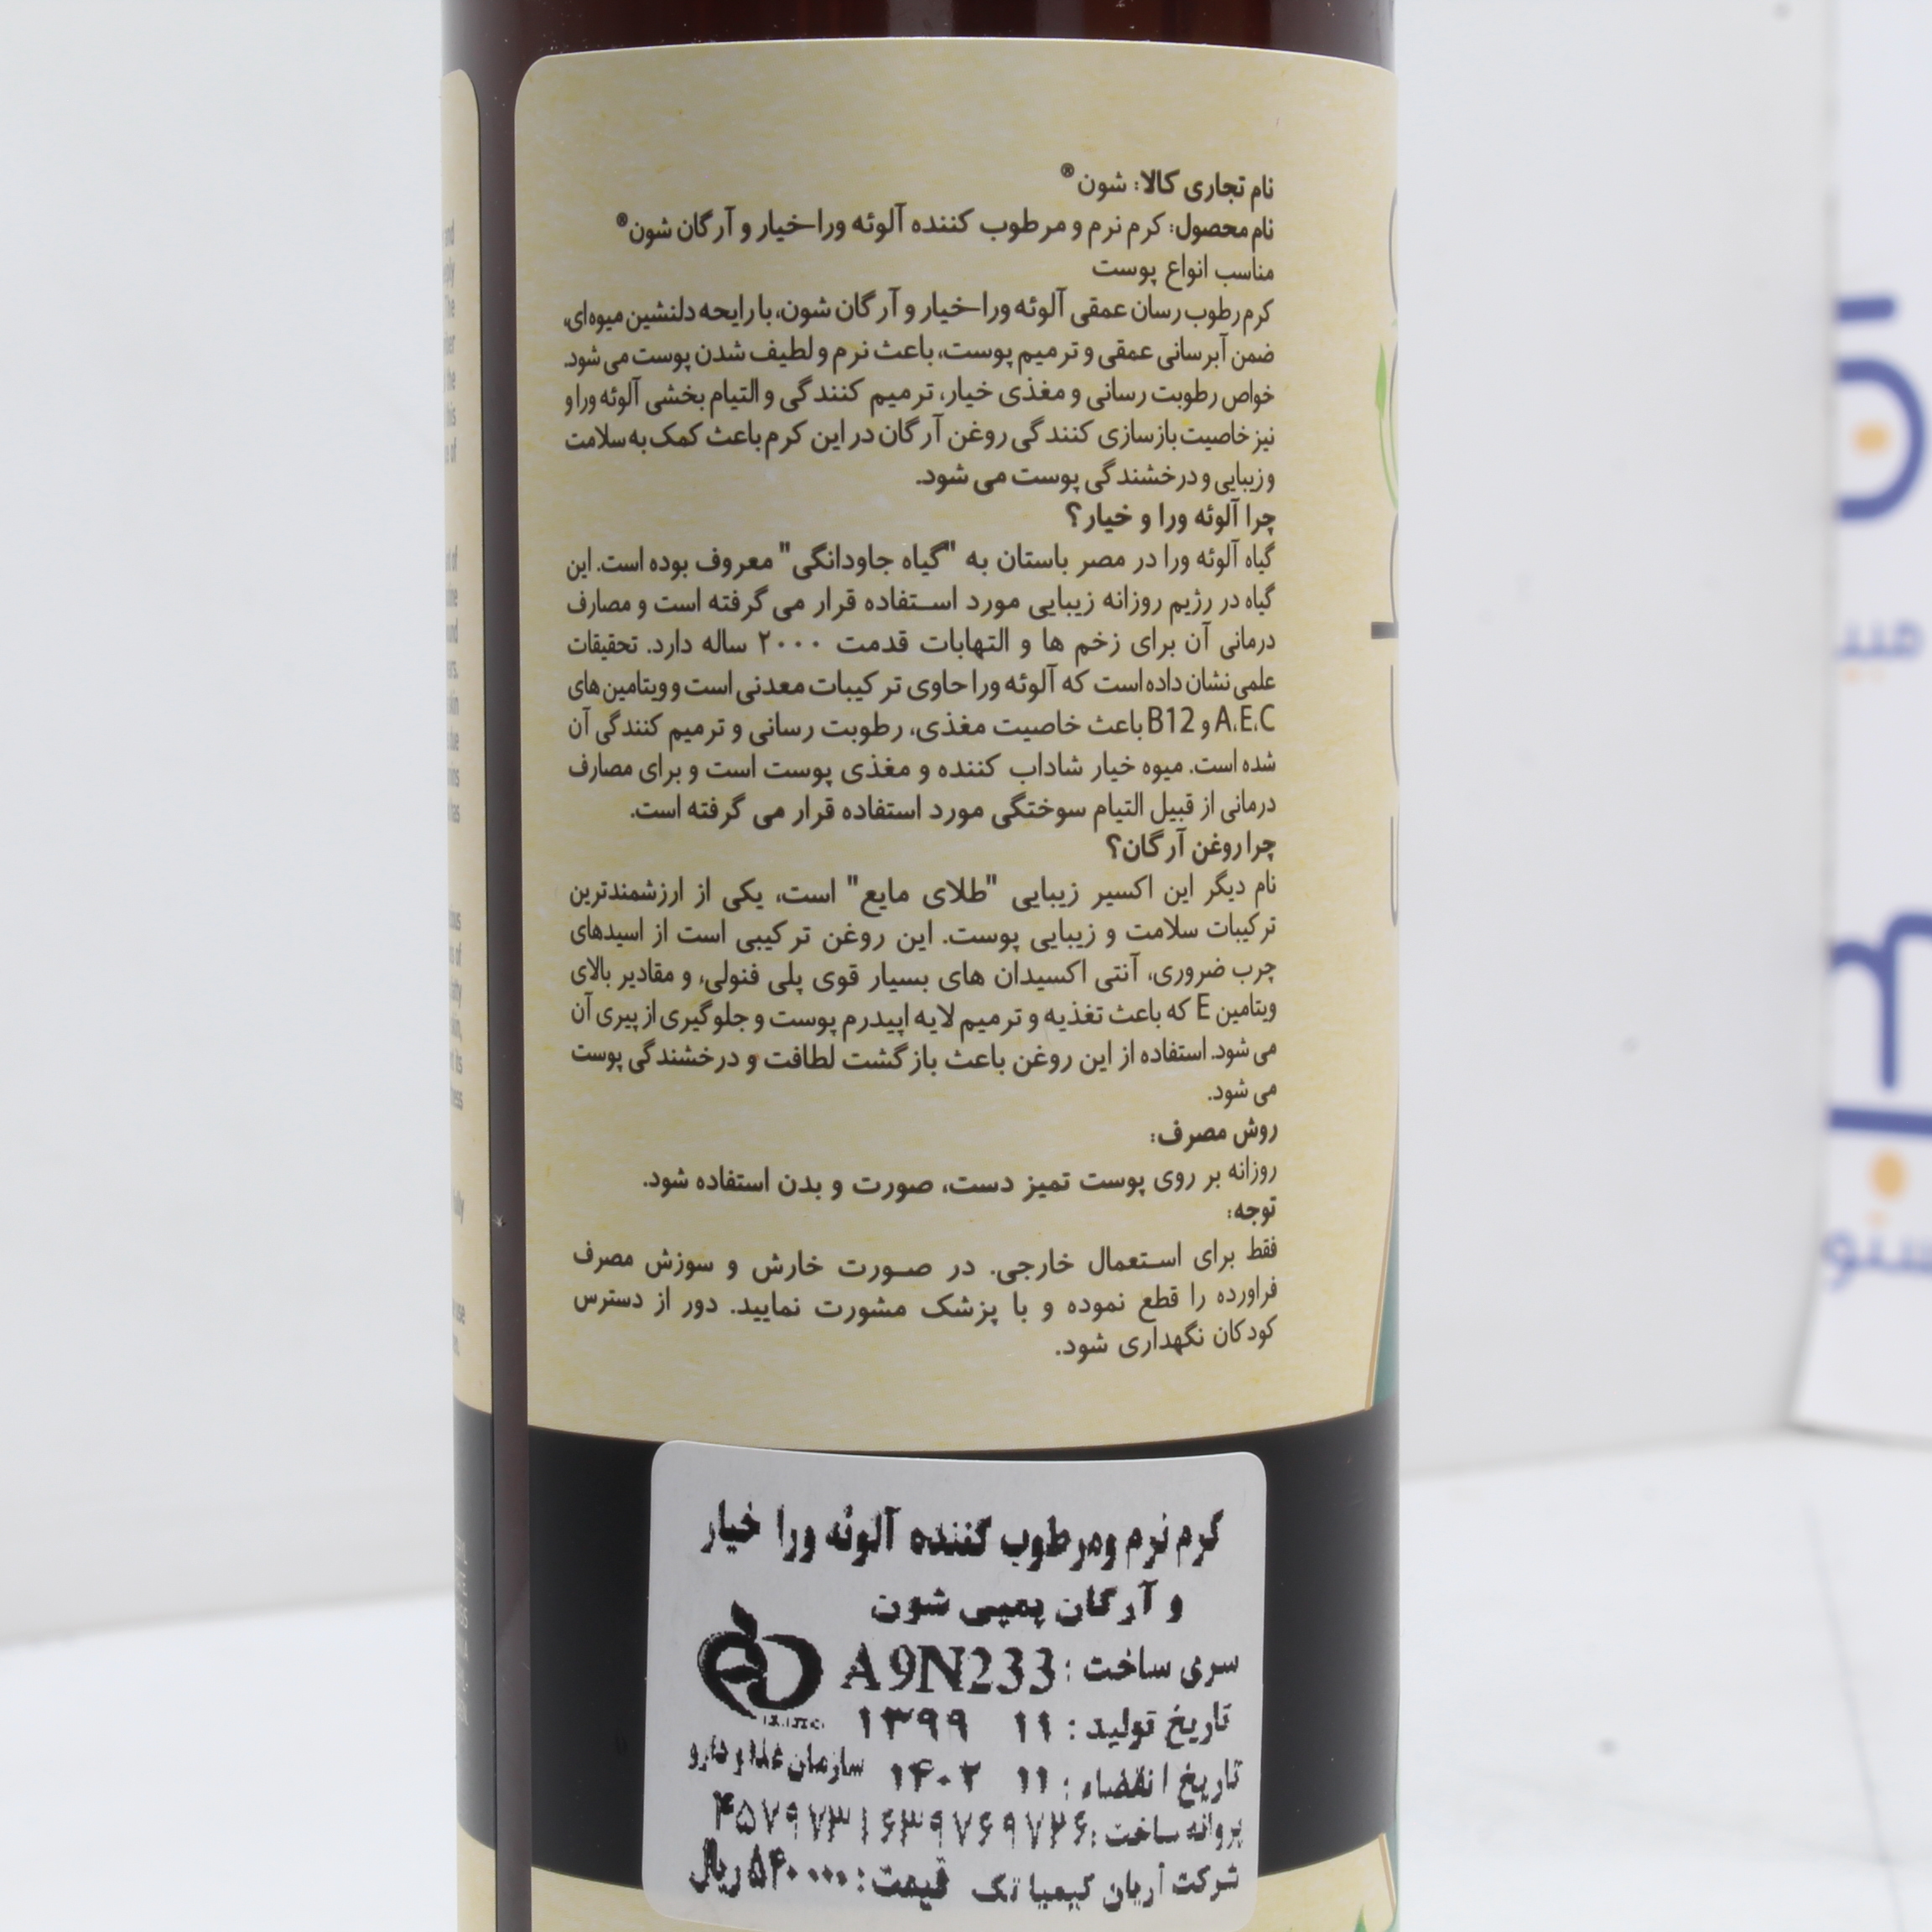 نام تجاری کالا: شون®
نام محصول: کرم نرم و مرطوب کننده آلوئه ورا-خیار و آرگان شون®
مناسب انواع پوست
کرم رطوب رسان عمقی آلوئه ورا-خیار و آرگان شون، با رایحه دلنشین میوه‌ای،
ضمن آبرسانی عمقی و ترمیم پوست، باعث نرم و لطیف شدن پوست می شود.
خواص رطوبت رسانی و مغذی خیار، ترمیم کنندگی و التیام بخشی آلوئه ورا و
نیز خاصیت بازسازی کنندگی روغن آرگان در این کرم باعث کمک به سلامت
و زیبایی و درخشندگی پوست می شود.
چرا آلوئه ورا و خیار؟
گیاه آلوئه ورا در مصر باستان به "گیاه جاودانگی" معروف بوده است. این
گیاه در رژیم روزانه زیبایی مورد استفاده قرار می گرفته است و مصارف
درمانی آن برای زخم ها و التهابات قدمت ۲۰۰۰ ساله دارد. تحقیقات
علمی نشان داده است که آلوئه ورا حاوی ترکیبات معدنی است و ویتامین های
A،E،C و B12 باعث خاصیت مغذی، رطوبت رسانی و ترمیم کنندگی آن
شده است. میوه خیار شاداب کننده و مغذی پوست است و برای مصارف
درمانی از قبیل التیام سوختگی مورد استفاده قرار می گرفته است.
چرا روغن آرگان؟
نام دیگر این اکسیر زیبایی "طلای مایع" است، یکی از ارزشمندترین
ترکیبات سلامت و زیبایی پوست. این روغن ترکیبی است از اسیدهای
چرب ضروری، آنتی اکسیدان های بسیار قوی پلی فنولی، و مقادیر بالای
ویتامین E که باعث تغذیه و ترمیم لایه اپیدرم پوست و جلوگیری از پیری آن
می شود. استفاده از این روغن باعث بازگشت لطافت و درخشندگی پوست
می شود.
روش مصرف:
روزانه بر روی پوست تمیز دست، صورت و بدن استفاده شود.
توجه:
فقط برای استعمال خارجی. در صورت خارش و سوزش مصرف
فراورده را قطع نموده و با پزشک مشورت نمایید. دور از دسترس
کودکان نگهداری شود.
کرم نرم ومرطوب کننده آلوئه ورا خیار
و آرگان پمپی شون
سری ساخت: A9N233
تاریخ تولید: ۱۱ ۱۳۹۹
تاریخ انقضاء: ۱۱ ۱۴۰۲
سازمان غذا و دارو
پروانه ساخت: ۴۵۷۹۷۳۱۶۳۹۷۶۹۷۲۶
شرکت آریان کیمیا تک قیمت: ۵۴۰۰۰۰ ریال